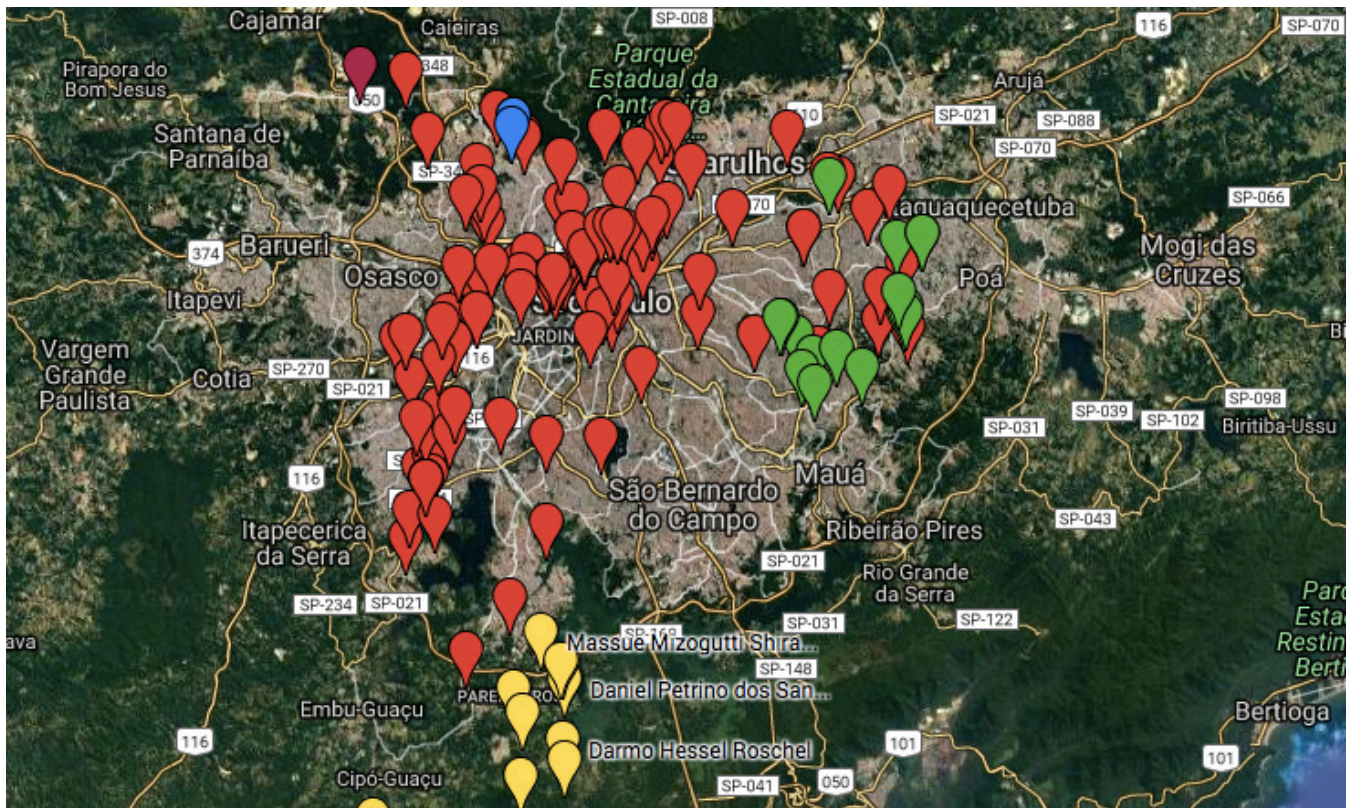 SP-008
116
SP-070
Cajamar
Caieiras
Parque
Estadual da
Cantareira
348
Pirapora do
Bom Jesus
Arujá
050
SP-021
SP-088
Santana de
Parnaíba
SP-070
SP-066
Barueri
374
Osasco
Mogi das
Cruzes
Poá
Itapevi
JARDIN
116
Vargem
Grande
Paulista
SP-270
Cotia
SP-021
SP-098
SP-039
SP-102
SP-031
Biritiba-Ussu
116
Mauá
São Bernardo
do Campo
SP-043
Itapecerica
da Serra
Ribeirão Pires
SP-021
Rio Grande
da Serra
SP-234
SP-021
SP-122
SP-031
Massue Mizogutti Shira...
SP-148
Daniel Petrino dos San...
Embu-Guaçu
Bertioga
116
Darmo Hessel Roschel
101
101
Cipó-Guaçu
SP-041
050